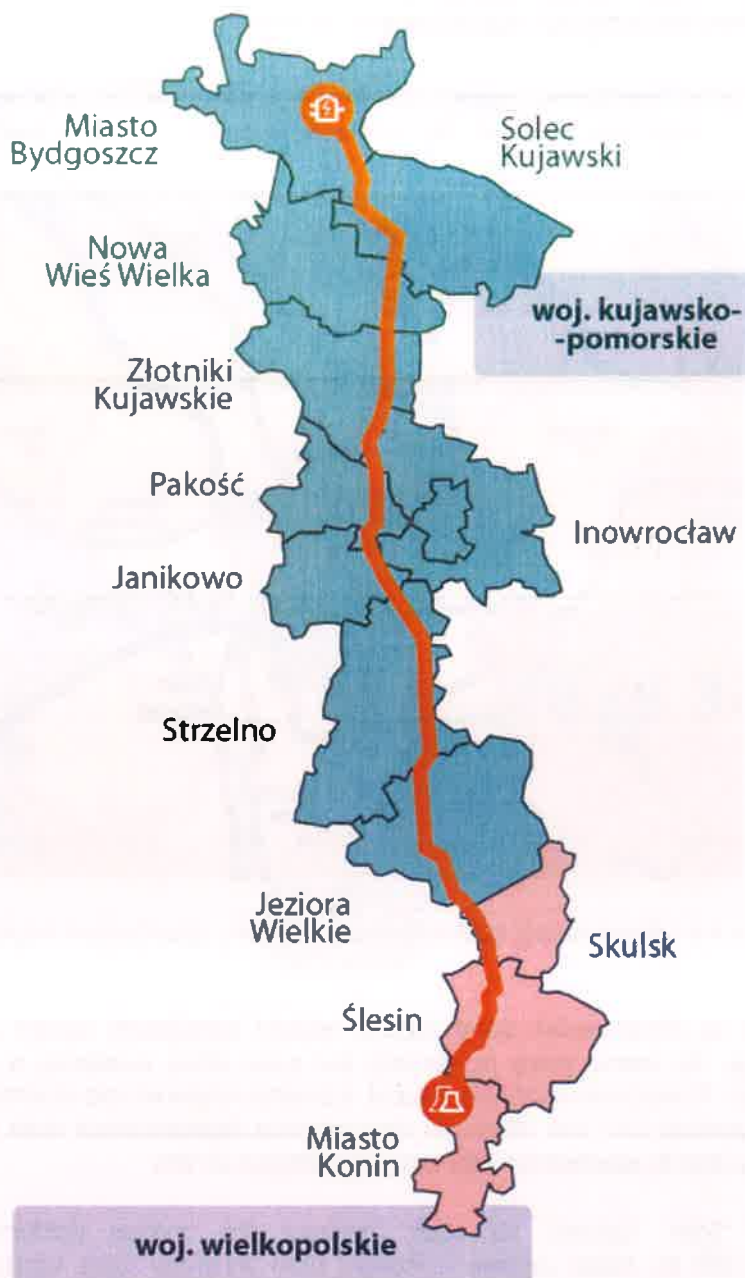 Miasto
Bydgoszcz
Solec
Kujawski
Nowa
Wieś Wielka
woj. kujawsko-
-pomorskie
Złotniki
Kujawskie
Pakość
Inowrocław
Janikowo
Strzelno
Jeziora
Wielkie
Skulsk
Ślesin
Miasto
Konin
woj. wielkopolskie